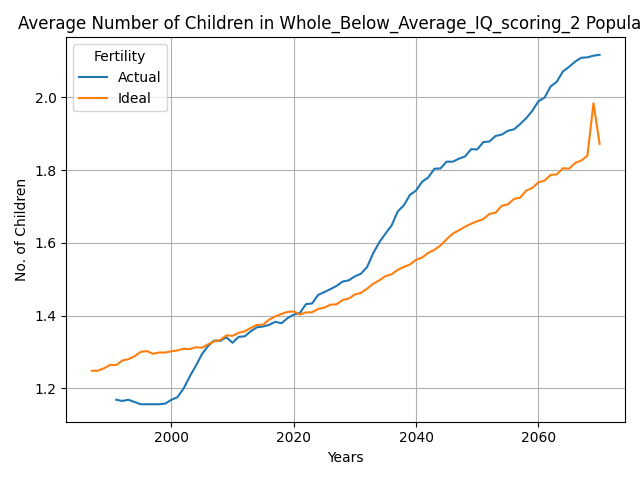 Average Number of Children in Whole_Below_Average_IQ_scoring_2 Popula
Fertility
Actual
Ideal
No. of Children
2.0
1.8
1.6
1.4
1.2
2000
2020
2040
2060
Years